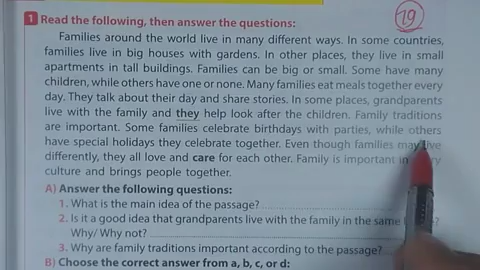 19
1 Read the following, then answer the questions:
Families around the world live in many different ways. In some countries,
families live in big houses with gardens. In other places, they live in small
apartments in tall buildings. Families can be big or small. Some have many
children, while others have one or none. Many families eat meals together every
day. They talk about their day and share stories. In some places, grandparents
live with the family and they help look after the children. Family traditions
are important. Some families celebrate birthdays with parties, while others
have special holidays they celebrate together. Even though families may live
differently, they all love and care for each other. Family is important in
culture and brings people together.
A) Answer the following questions:
1. What is the main idea of the passage?
2. Is it a good idea that grandparents live with the family in the same
Why/ Why not?
3. Why are family traditions important according to the passage?
B) Choose the correct answer from a, b, c, or d: